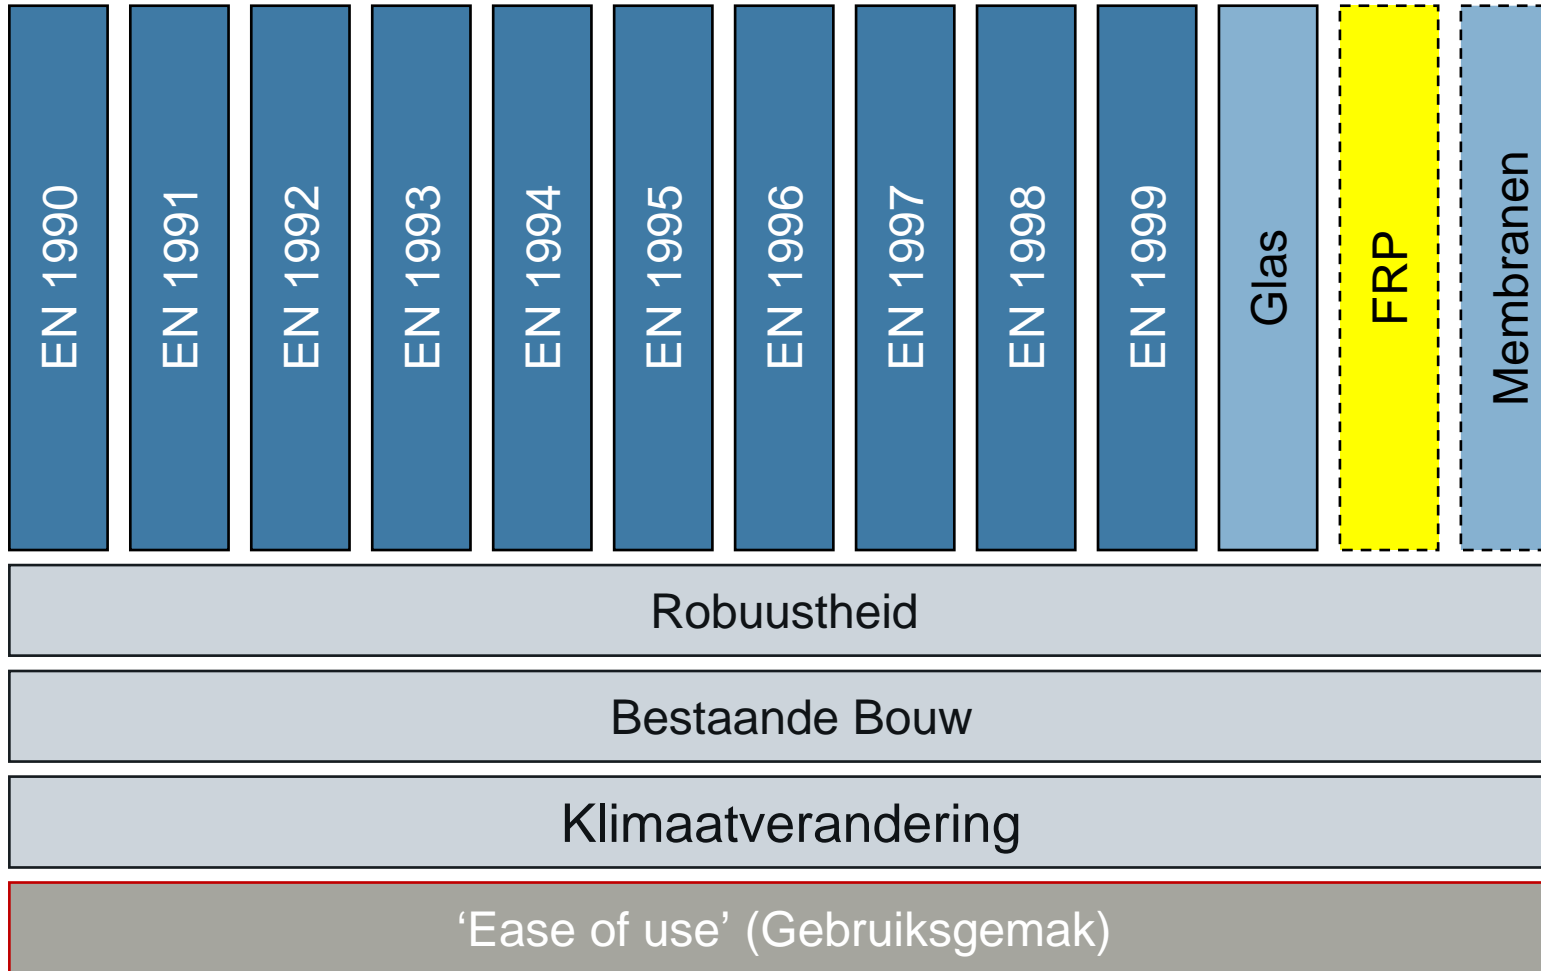 EN 1990
EN 1991
EN 1992
EN 1993
EN 1994
EN 1995
EN 1996
EN 1997
EN 1998
EN 1999
Glas
FRP
Membranen
Robuustheid
Bestaande Bouw
Klimaatverandering
‘Ease of use’ (Gebruiksgemak)